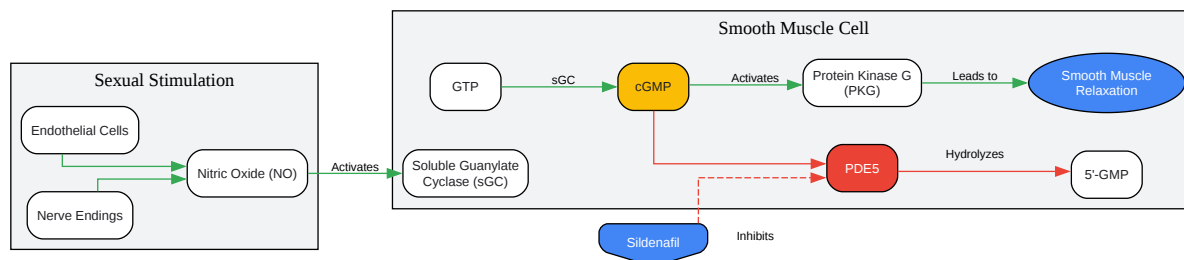 Sexual Stimulation
Endothelial Cells
Nerve Endings
Nitric Oxide (NO)
Activates
Smooth Muscle Cell
GTP
sGC
cGMP
Activates
Protein Kinase G
(PKG)
Leads to
Smooth Muscle
Relaxation
Soluble Guanylate
Cyclase (sGC)
PDE5
Hydrolyzes
5'-GMP
Sildenafil
Inhibits